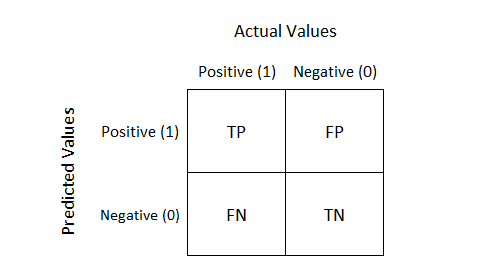 Actual Values
Positive (1) Negative (0)
Predicted Values
Positive (1) TP FP
Negative (0) FN TN